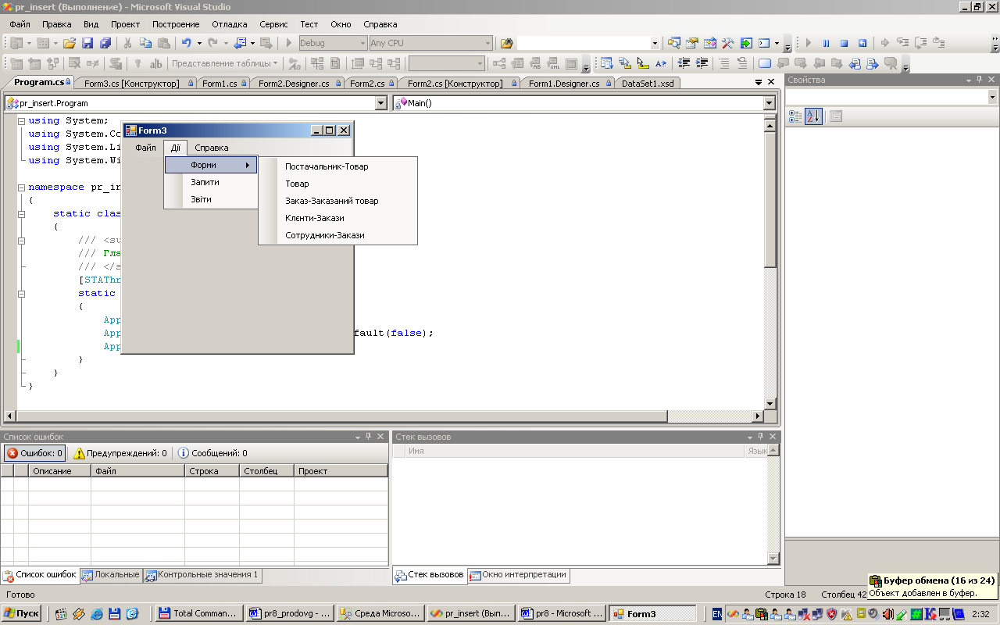 pr_insert (Выполнение) - Microsoft Visual Studio
Файл Правка Вид Проект Построение Отладка Сервис Тест Окно Справка
Debug Any CPU
Представление таблицы
Program.cs Form3.cs [Конструктор] Form1.cs Form2.Designer.cs Form2.cs Form2.cs [Конструктор] Form1.Designer.cs DataSet1.xsd
Свойства
pr_insert.Program Main()
using System;
using System.Co
using System.Li
using System.Wi
namespace pr_in
{
static clas
{
/// <su
/// Гла
/// </s
[STAThr
static
{
App
App fault(false);
App
}
}
}
Form3
Файл Дії Справка
Форми
Запити
Звіти
Постачальник-Товар
Товар
Заказ-Заказаний товар
Клєнти-Закази
Сотрудники-Закази
Список ошибок
Ошибок: 0 Предупреждений: 0 Сообщений: 0
Описание Файл Строка Столбец Проект
Стек вызовов
Имя Язык
Список ошибок Локальные Контрольные значения 1
Стек вызовов Окно интерпретации
Готово Строка 18 Столбец 42
Буфер обмена (16 из 24)
Объект добавлен в буфер.
Пуск Total Comman... pr8_prodovg - ... Среда Microso... pr_insert (Вып... pr8 - Microsoft ... Form3 EN 2:32